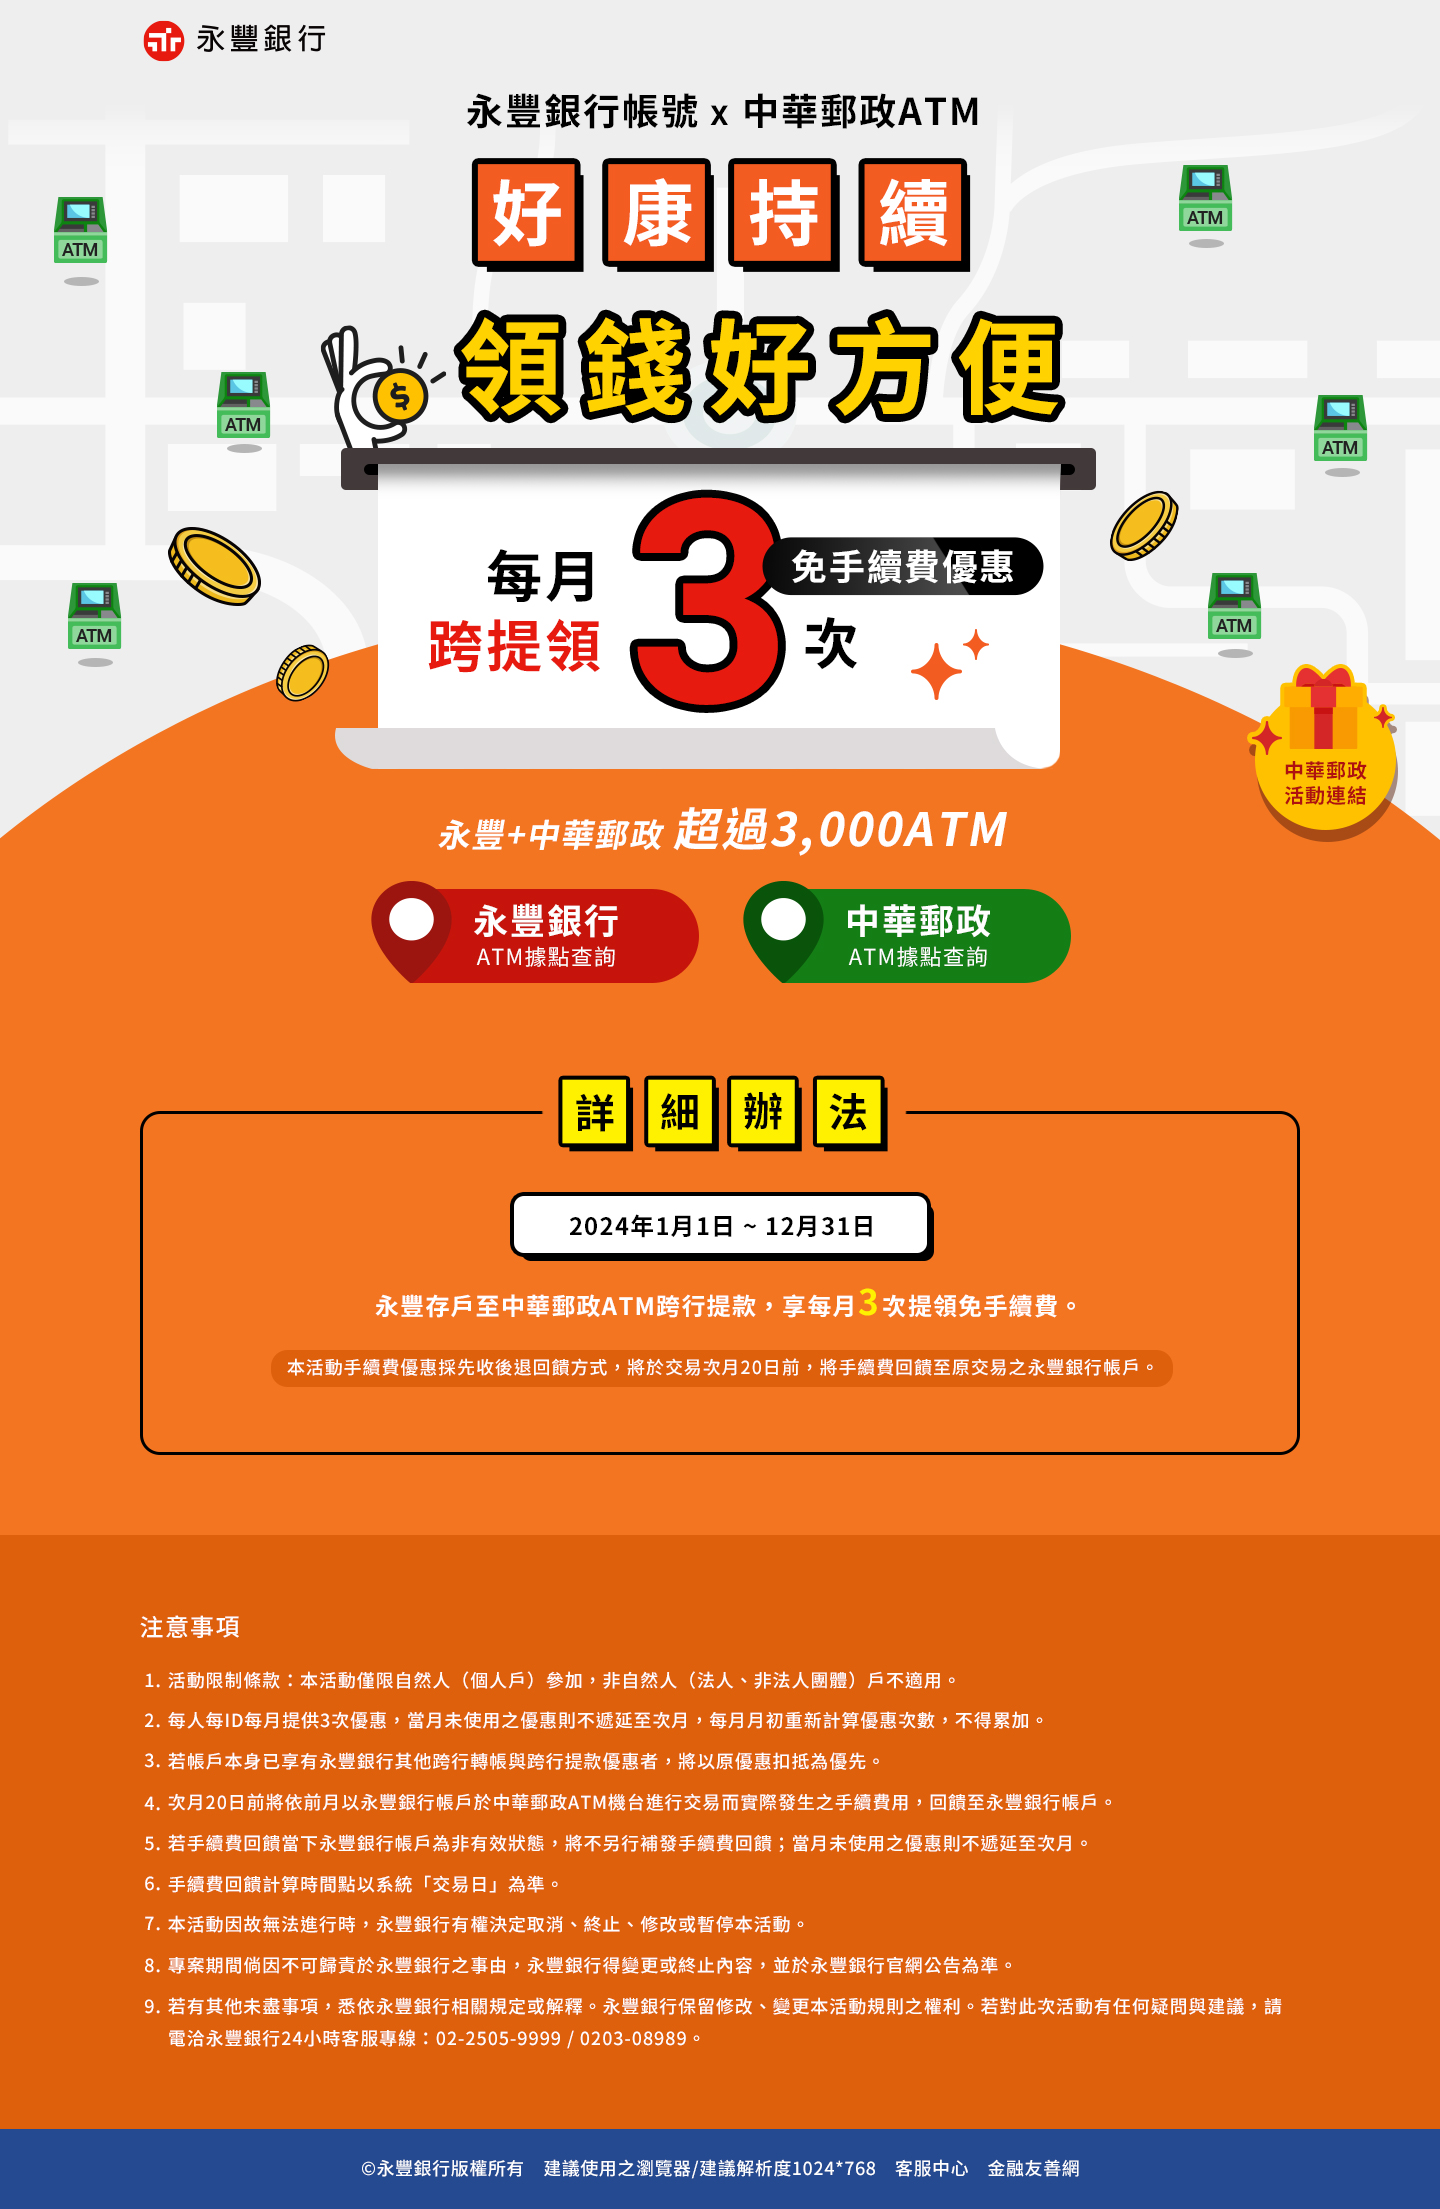 永豐銀行
永豐銀行帳號 x 中華郵政ATM
好康持續
領錢好方便
ATM
ATM
ATM
ATM
ATM
ATM
$
每月
跨提領
3
免手續費優惠
次
中華郵政
活動連結
永豐+中華郵政 超過3,000ATM
永豐銀行
ATM據點查詢
中華郵政
ATM據點查詢
詳細辦法
2024年1月1日 ~ 12月31日
永豐存戶至中華郵政ATM跨行提款，享每月3次提領免手續費。
本活動手續費優惠採先收後退回饋方式，將於交易次月20日前，將手續費回饋至原交易之永豐銀行帳戶。
注意事項
1. 活動限制條款：本活動僅限自然人（個人戶）參加，非自然人（法人、非法人團體）戶不適用。
2. 每人每ID每月提供3次優惠，當月未使用之優惠則不遞延至次月，每月月初重新計算優惠次數，不得累加。
3. 若帳戶本身已享有永豐銀行其他跨行轉帳與跨行提款優惠者，將以原優惠扣抵為優先。
4. 次月20日前將依前月以永豐銀行帳戶於中華郵政ATM機台進行交易而實際發生之手續費用，回饋至永豐銀行帳戶。
5. 若手續費回饋當下永豐銀行帳戶為非有效狀態，將不另行補發手續費回饋；當月未使用之優惠則不遞延至次月。
6. 手續費回饋計算時間點以系統「交易日」為準。
7. 本活動因故無法進行時，永豐銀行有權決定取消、終止、修改或暫停本活動。
8. 專案期間倘因不可歸責於永豐銀行之事由，永豐銀行得變更或終止內容，並於永豐銀行官網公告為準。
9. 若有其他未盡事項，悉依永豐銀行相關規定或解釋。永豐銀行保留修改、變更本活動規則之權利。若對此次活動有任何疑問與建議，請
電洽永豐銀行24小時客服專線：02-2505-9999 / 0203-08989。
©永豐銀行版權所有　建議使用之瀏覽器/建議解析度1024*768　客服中心　金融友善網